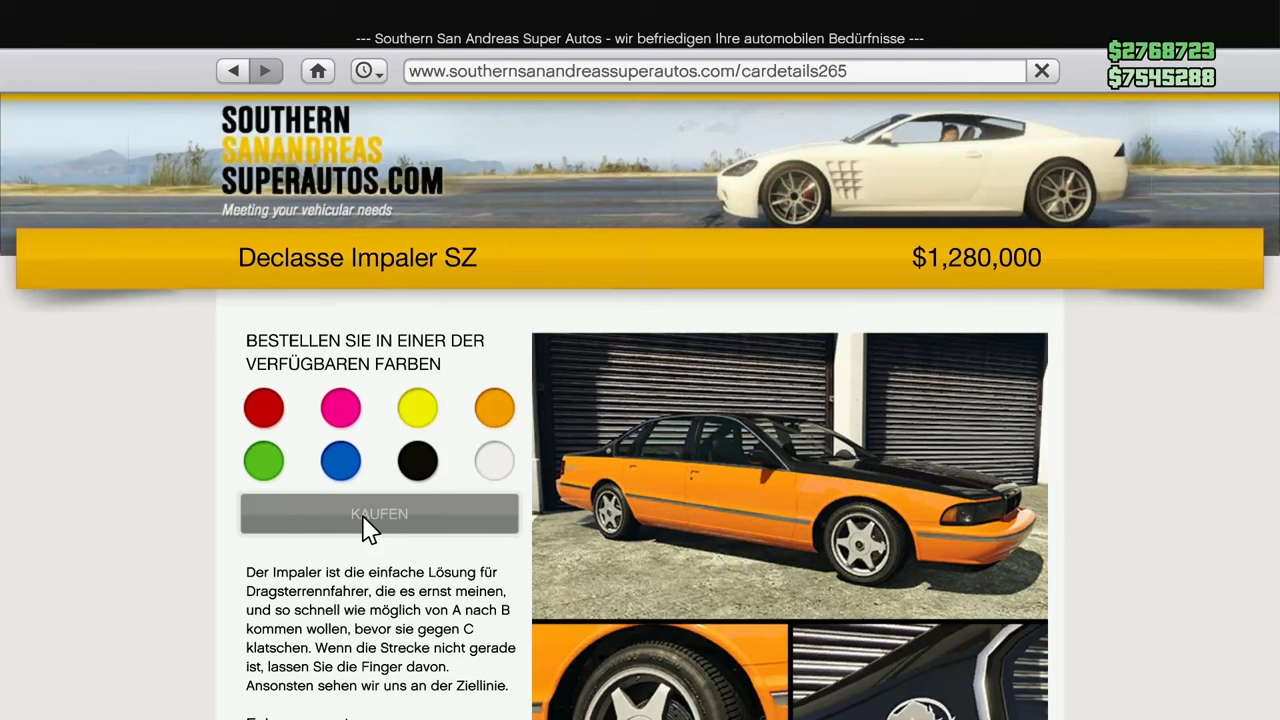 --- Southern San Andreas Super Autos - wir befriedigen Ihre automobilen Bedürfnisse ---
$2768723
www.southernsanandreassuperautos.com/cardetails265
$7545288
SOUTHERN
SANANDREAS
SUPERAUTOS.COM
Meeting your vehicular needs
Declasse Impaler SZ
$1,280,000
BESTELLEN SIE IN EINER DER
VERFÜGBAREN FARBEN
KAUFEN
Der Impaler ist die einfache Lösung für
Dragsterrennfahrer, die es ernst meinen,
und so schnell wie möglich von A nach B
kommen wollen, bevor sie gegen C
klatschen. Wenn die Strecke nicht gerade
ist, lassen Sie die Finger davon.
Ansonsten sehen wir uns an der Ziellinie.